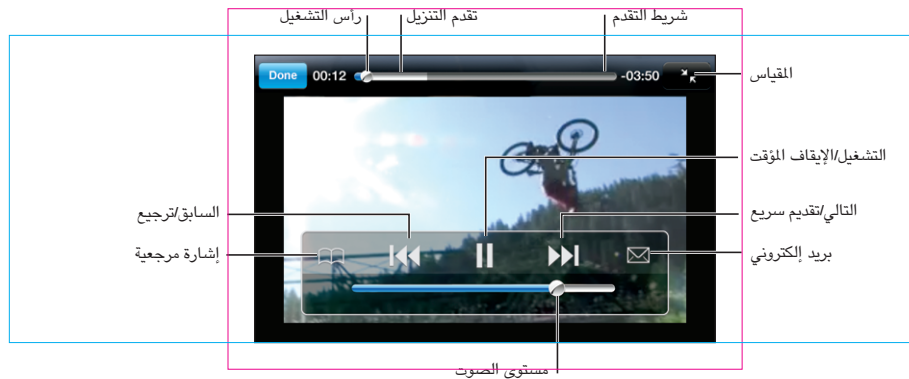 شريط التقدم
تقدم التنزيل
رأس التشغيل
Done 00:12 -03:50
المقياس
التشغيل/الإيقاف المؤقت
التالي/تقديم سريع
السابق/ترجيع
بريد إلكتروني
إشارة مرجعية
مستوى الصوت